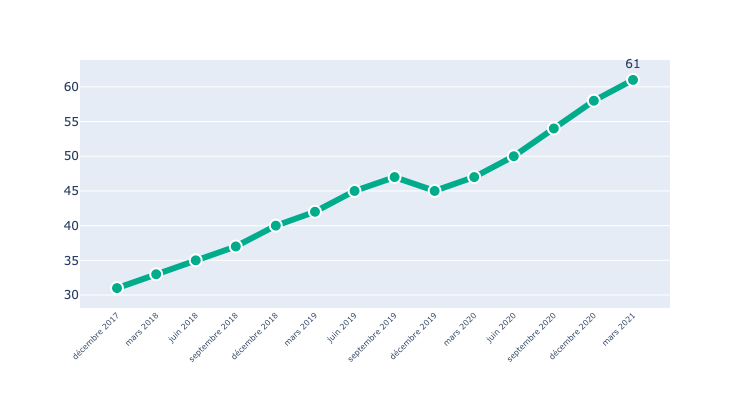 61
60
55
50
45
40
35
30
décembre 2017
mars 2018
juin 2018
septembre 2018
décembre 2018
mars 2019
juin 2019
septembre 2019
décembre 2019
mars 2020
juin 2020
septembre 2020
décembre 2020
mars 2021